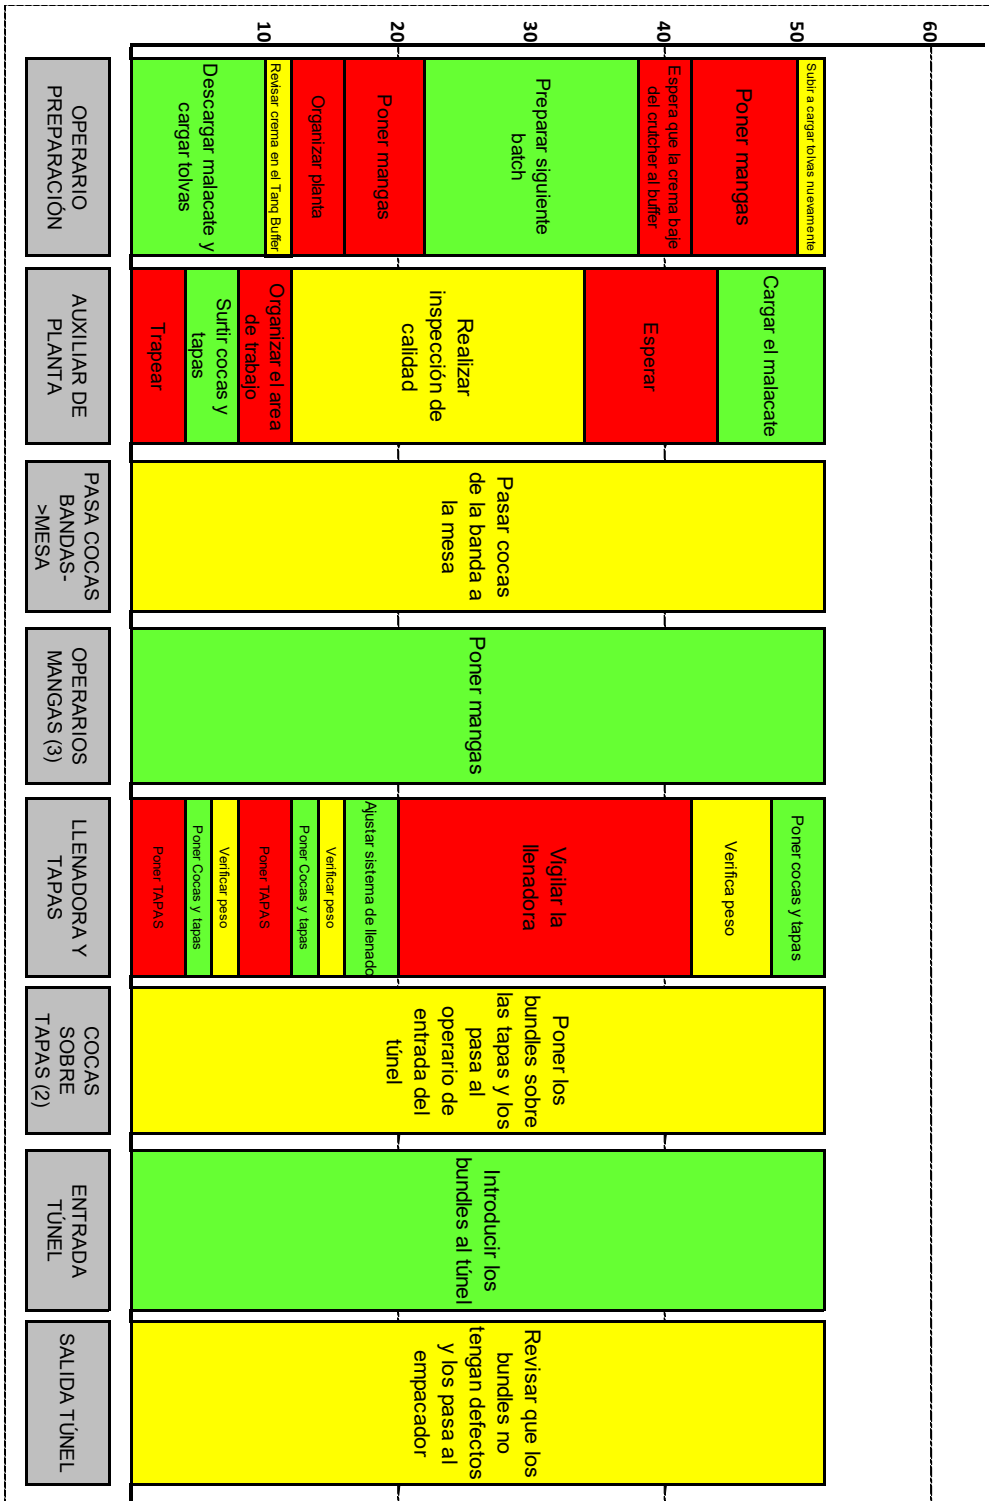 60
50
40
30
20
10
Subir a cargar tolvas nuevamente
Poner mangas
Espera que la crema baje
del crutcher al buffer
Preparar siguiente
batch
Poner mangas
Organizar planta
Revisar crema en el Tanq Buffer
Descargar malacate y
cargar tolvas
OPERARIO
PREPARACIÓN
Cargar el malacate
Esperar
Realizar
inspección de
calidad
Organizar el area
de trabajo
Surtir cocas y
tapas
Trapear
AUXILIAR DE
PLANTA
Pasar cocas
de la banda a
la mesa
PASA COCAS
BANDAS-
>MESA
Poner mangas
OPERARIOS
MANGAS (3)
Poner cocas y tapas
Verifica peso
Vigilar la
llenadora
Ajustar sistema de llenado
Verificar peso
Poner Cocas y tapas
Poner TAPAS
Verificar peso
Poner Cocas y tapas
Poner TAPAS
LLENADORA Y
TAPAS
Poner los
bundles sobre
las tapas y los
pasa al
operario de
entrada del
túnel
COCAS
SOBRE
TAPAS (2)
Introducir los
bundles al túnel
ENTRADA
TÚNEL
Revisar que los
bundles no
tengan defectos
y los pasa al
empacador
SALIDA TÚNEL